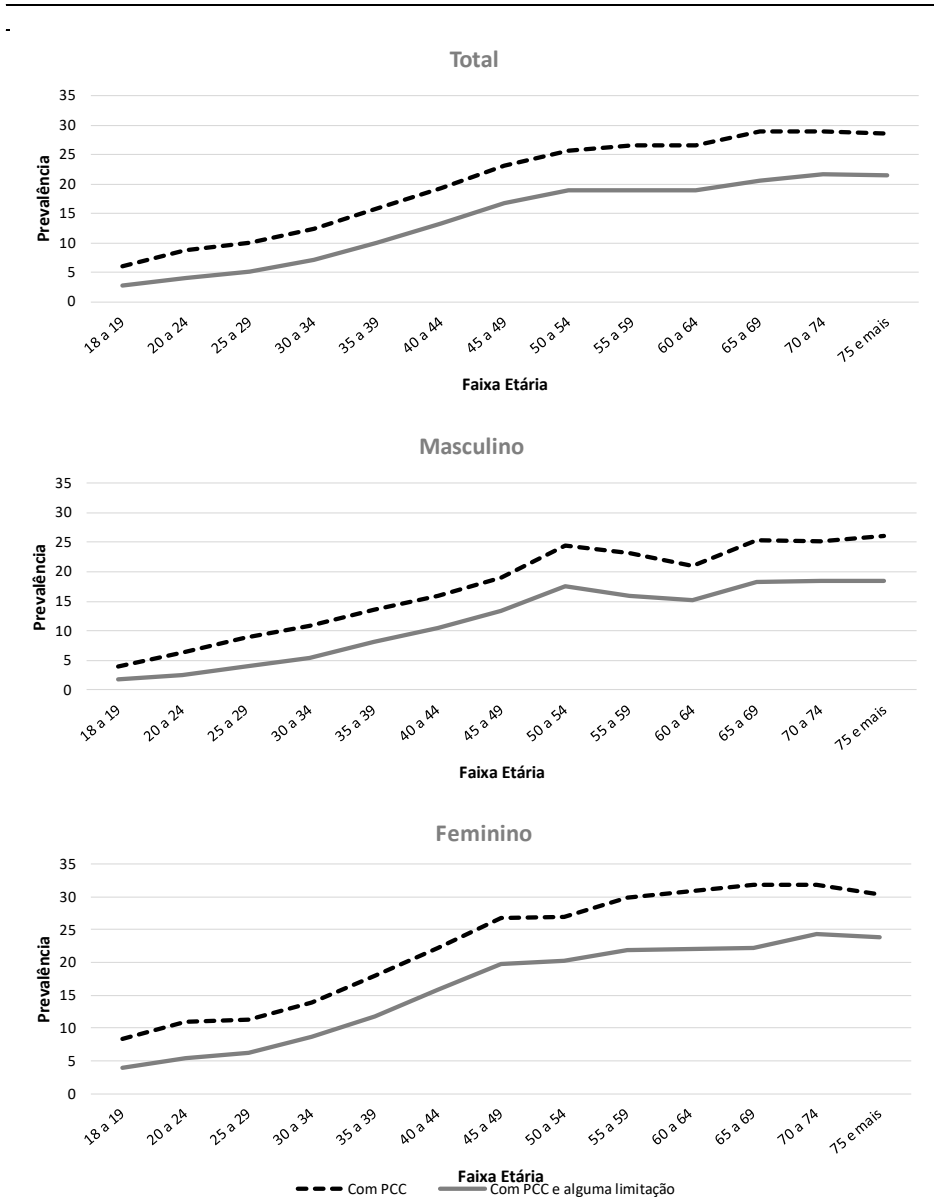 -
Total
35
30
25
20
15
10
5
0
Prevalência
18 a 19 20 a 24 25 a 29 30 a 34 35 a 39 40 a 44 45 a 49 50 a 54 55 a 59 60 a 64 65 a 69 70 a 74 75 e mais
Faixa Etária
Masculino
35
30
25
20
15
10
5
0
Prevalência
18 a 19 20 a 24 25 a 29 30 a 34 35 a 39 40 a 44 45 a 49 50 a 54 55 a 59 60 a 64 65 a 69 70 a 74 75 e mais
Faixa Etária
Feminino
35
30
25
20
15
10
5
0
Prevalência
18 a 19 20 a 24 25 a 29 30 a 34 35 a 39 40 a 44 45 a 49 50 a 54 55 a 59 60 a 64 65 a 69 70 a 74 75 e mais
Faixa Etária
Com PCC Com PCC e alguma limitação